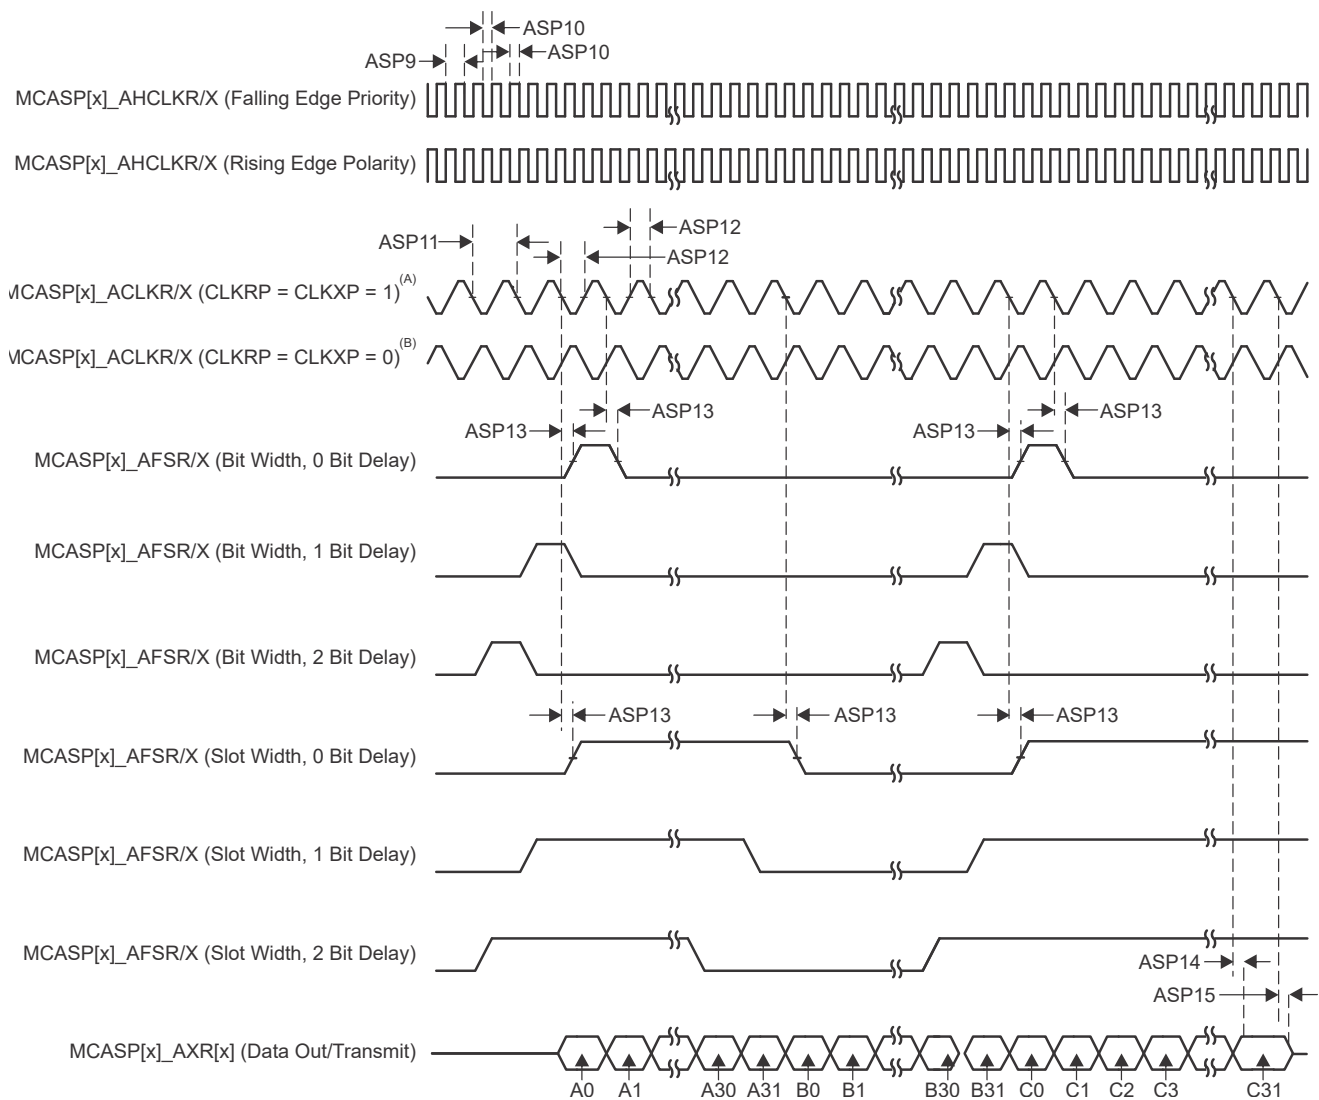 ASP10
ASP10
ASP9
MCASP[x]_AHCLKR/X (Falling Edge Priority)
MCASP[x]_AHCLKR/X (Rising Edge Polarity)
ASP12
ASP11
ASP12
MCASP[x]_ACLKR/X (CLKRP = CLKXP = 1)(A)
MCASP[x]_ACLKR/X (CLKRP = CLKXP = 0)(B)
ASP13 ASP13
ASP13 ASP13
MCASP[x]_AFSR/X (Bit Width, 0 Bit Delay)
MCASP[x]_AFSR/X (Bit Width, 1 Bit Delay)
MCASP[x]_AFSR/X (Bit Width, 2 Bit Delay)
ASP13 ASP13 ASP13
MCASP[x]_AFSR/X (Slot Width, 0 Bit Delay)
MCASP[x]_AFSR/X (Slot Width, 1 Bit Delay)
MCASP[x]_AFSR/X (Slot Width, 2 Bit Delay)
ASP14
ASP15
MCASP[x]_AXR[x] (Data Out/Transmit)
A0 A1 A30 A31 B0 B1 B30 B31 C0 C1 C2 C3 C31